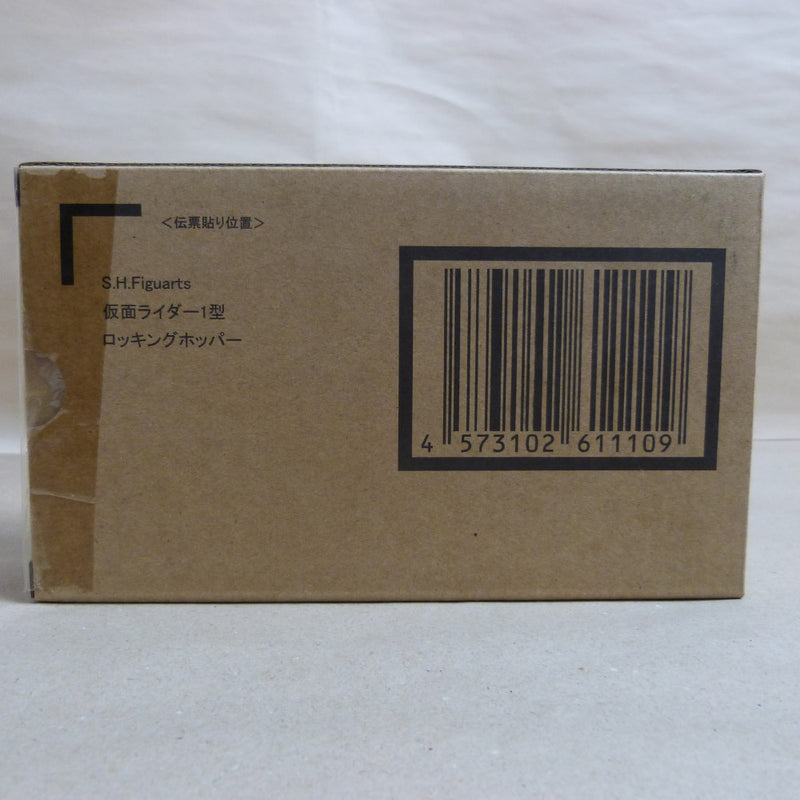 <伝票貼り位置>
S.H.Figuarts
仮面ライダー1型
ロッキングホッパー
4 573102 611109